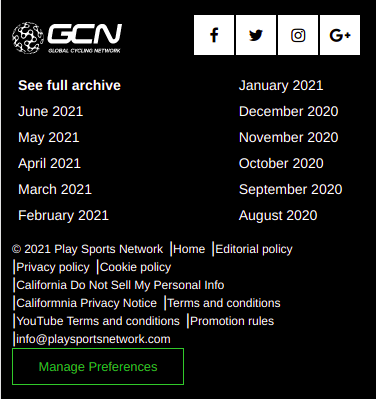 GCN
GLOBAL CYCLING NETWORK
f
G+
See full archive
June 2021
May 2021
April 2021
March 2021
February 2021
January 2021
December 2020
November 2020
October 2020
September 2020
August 2020
© 2021 Play Sports Network |Home |Editorial policy
|Privacy policy |Cookie policy
|California Do Not Sell My Personal Info
|Califormnia Privacy Notice |Terms and conditions
|YouTube Terms and conditions |Promotion rules
|info@playsportsnetwork.com
Manage Preferences